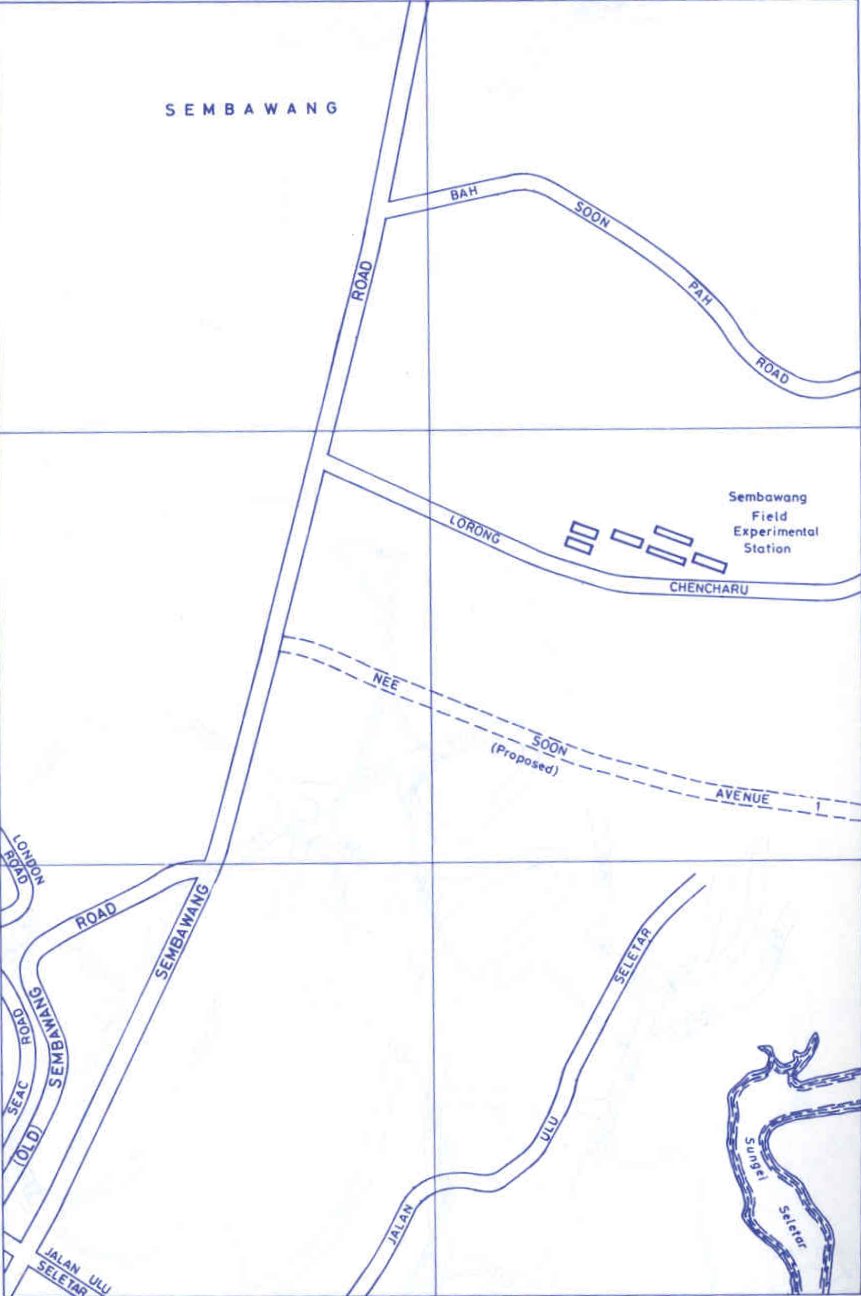 SEMBAWANG
BAH SOON PAH ROAD
ROAD
Sembawang
Field
Experimental
Station
LORONG CHENCHARU
NEE SOON AVENUE 1
(Proposed)
LONDON
ROAD
ROAD
SEMBAWANG
SELETAR
SEMBAWANG
SEAC ROAD
(OLD)
ULU
JALAN
Sungei
Seletar
JALAN ULU
SELETAR